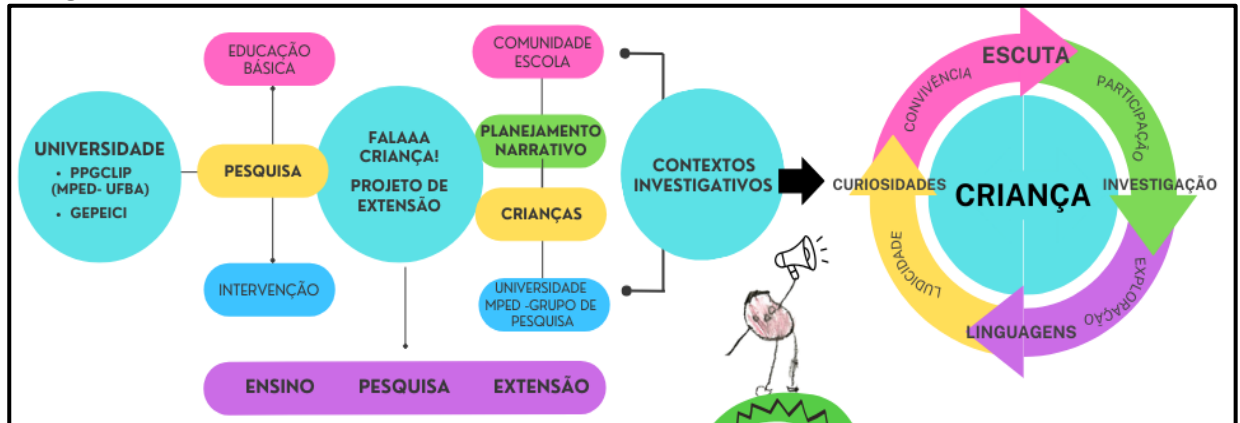 EDUCAÇÃO
BÁSICA
UNIVERSIDADE
• PPGCLIP
(MPED- UFBA)
• GEPEICI
PESQUISA
INTERVENÇÃO
FALAAA
CRIANÇA!
PROJETO DE
EXTENSÃO
ENSINO PESQUISA EXTENSÃO
COMUNIDADE
ESCOLA
PLANEJAMENTO
NARRATIVO
CRIANÇAS
UNIVERSIDADE
MPED -GRUPO DE
PESQUISA
CONTEXTOS
INVESTIGATIVOS
CRIANÇA
ESCUTA
PARTICIPAÇÃO
INVESTIGAÇÃO
EXPLORAÇÃO
LINGUAGENS
LUDICIDADE
CURIOSIDADES
CONVIVÊNCIA